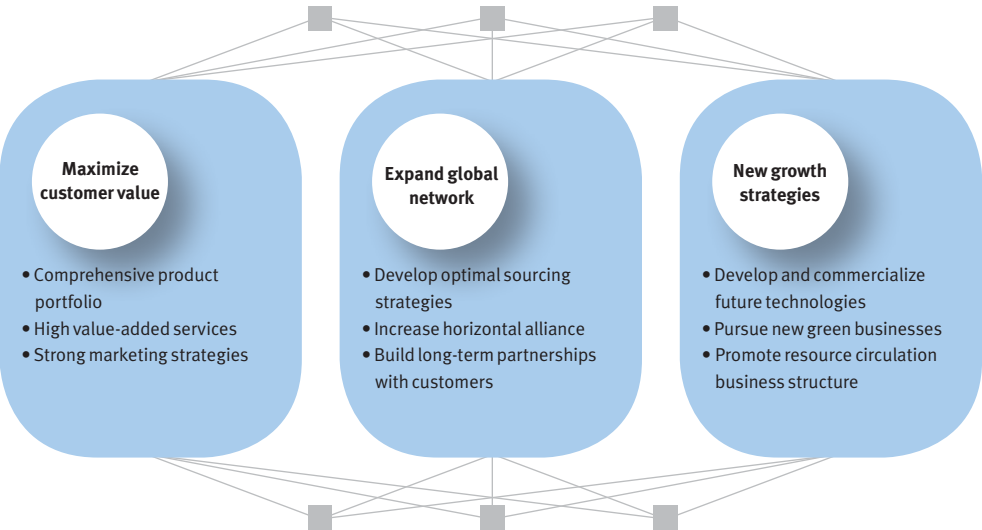 Maximize
customer value
• Comprehensive product
portfolio
• High value-added services
• Strong marketing strategies
Expand global
network
• Develop optimal sourcing
strategies
• Increase horizontal alliance
• Build long-term partnerships
with customers
New growth
strategies
• Develop and commercialize
future technologies
• Pursue new green businesses
• Promote resource circulation
business structure